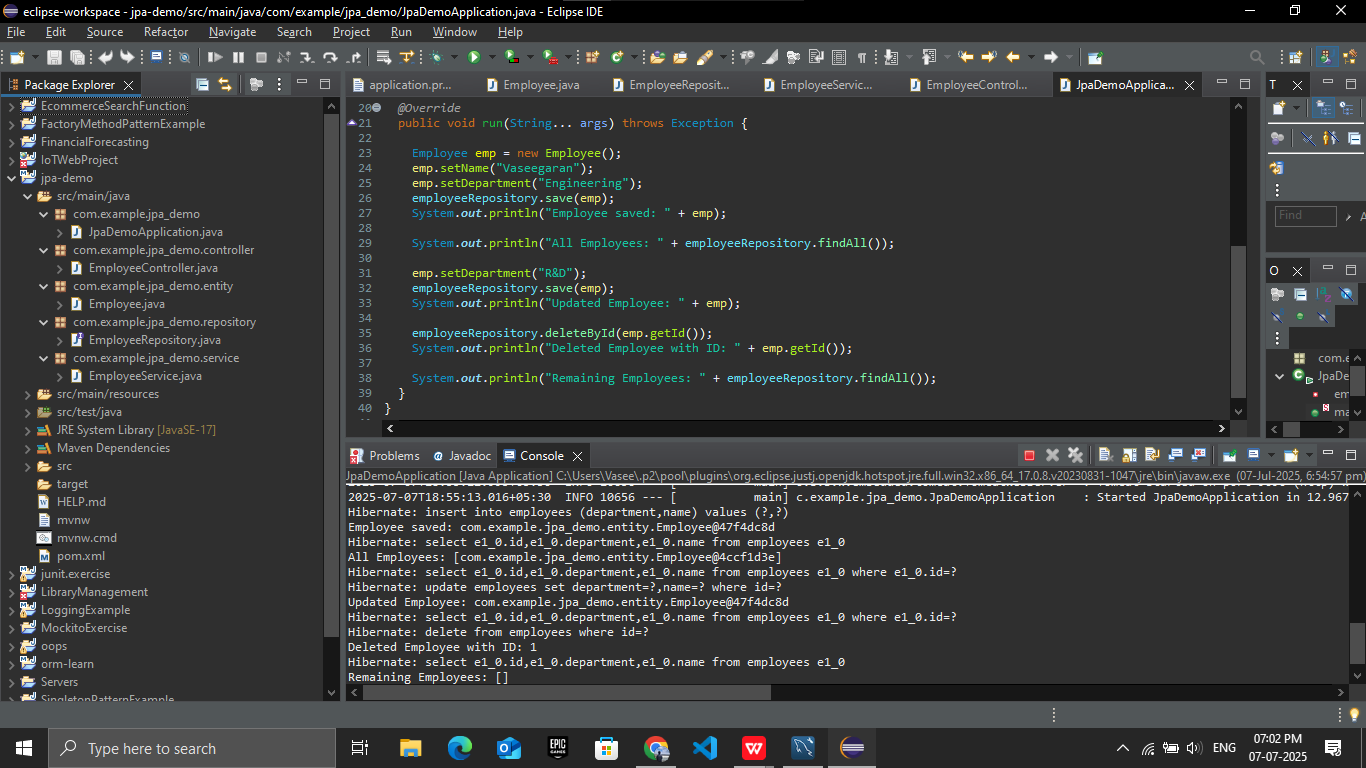 eclipse-workspace - jpa-demo/src/main/java/com/example/jpa_demo/JpaDemoApplication.java - Eclipse IDE
File Edit Source Refactor Navigate Search Project Run Window Help
Package Explorer
EcommerceSearchFunction
FactoryMethodPatternExample
FinancialForecasting
IoTWebProject
jpa-demo
src/main/java
com.example.jpa_demo
JpaDemoApplication.java
com.example.jpa_demo.controller
EmployeeController.java
com.example.jpa_demo.entity
Employee.java
com.example.jpa_demo.repository
EmployeeRepository.java
com.example.jpa_demo.service
EmployeeService.java
src/main/resources
src/test/java
JRE System Library [JavaSE-17]
Maven Dependencies
src
target
HELP.md
mvnw
mvnw.cmd
pom.xml
junit.exercise
LibraryManagement
LoggingExample
MockitoExercise
oops
orm-learn
Servers
SingletonPatternExample
application.pr... Employee.java EmployeeReposit... EmployeeServic... EmployeeControl... JpaDemoApplica...
20 @Override
21 public void run(String... args) throws Exception {
22
23 Employee emp = new Employee();
24 emp.setName("Vaseegaran");
25 emp.setDepartment("Engineering");
26 employeeRepository.save(emp);
27 System.out.println("Employee saved: " + emp);
28
29 System.out.println("All Employees: " + employeeRepository.findAll());
30
31 emp.setDepartment("R&D");
32 employeeRepository.save(emp);
33 System.out.println("Updated Employee: " + emp);
34
35 employeeRepository.deleteById(emp.getId());
36 System.out.println("Deleted Employee with ID: " + emp.getId());
37
38 System.out.println("Remaining Employees: " + employeeRepository.findAll());
39 }
40 }
T
Find
A
O
com.e
JpaDe
em
ma
Problems Javadoc Console
JpaDemoApplication [Java Application] C:\Users\Vasee\.p2\pool\plugins\org.eclipse.justj.openjdk.hotspot.jre.full.win32.x86_64_17.0.8.v20230831-1047\jre\bin\javaw.exe (07-Jul-2025, 6:54:57 pm)
2025-07-07T18:55:13.016+05:30 INFO 10656 --- [ main] c.example.jpa_demo.JpaDemoApplication : Started JpaDemoApplication in 12.967
Hibernate: insert into employees (department,name) values (?,?)
Employee saved: com.example.jpa_demo.entity.Employee@47f4dc8d
Hibernate: select e1_0.id,e1_0.department,e1_0.name from employees e1_0
All Employees: [com.example.jpa_demo.entity.Employee@4ccf1d3e]
Hibernate: select e1_0.id,e1_0.department,e1_0.name from employees e1_0 where e1_0.id=?
Hibernate: update employees set department=?,name=? where id=?
Updated Employee: com.example.jpa_demo.entity.Employee@47f4dc8d
Hibernate: select e1_0.id,e1_0.department,e1_0.name from employees e1_0 where e1_0.id=?
Hibernate: delete from employees where id=?
Deleted Employee with ID: 1
Hibernate: select e1_0.id,e1_0.department,e1_0.name from employees e1_0
Remaining Employees: []
Type here to search
EPIC GAMES
ENG
07:02 PM
07-07-2025